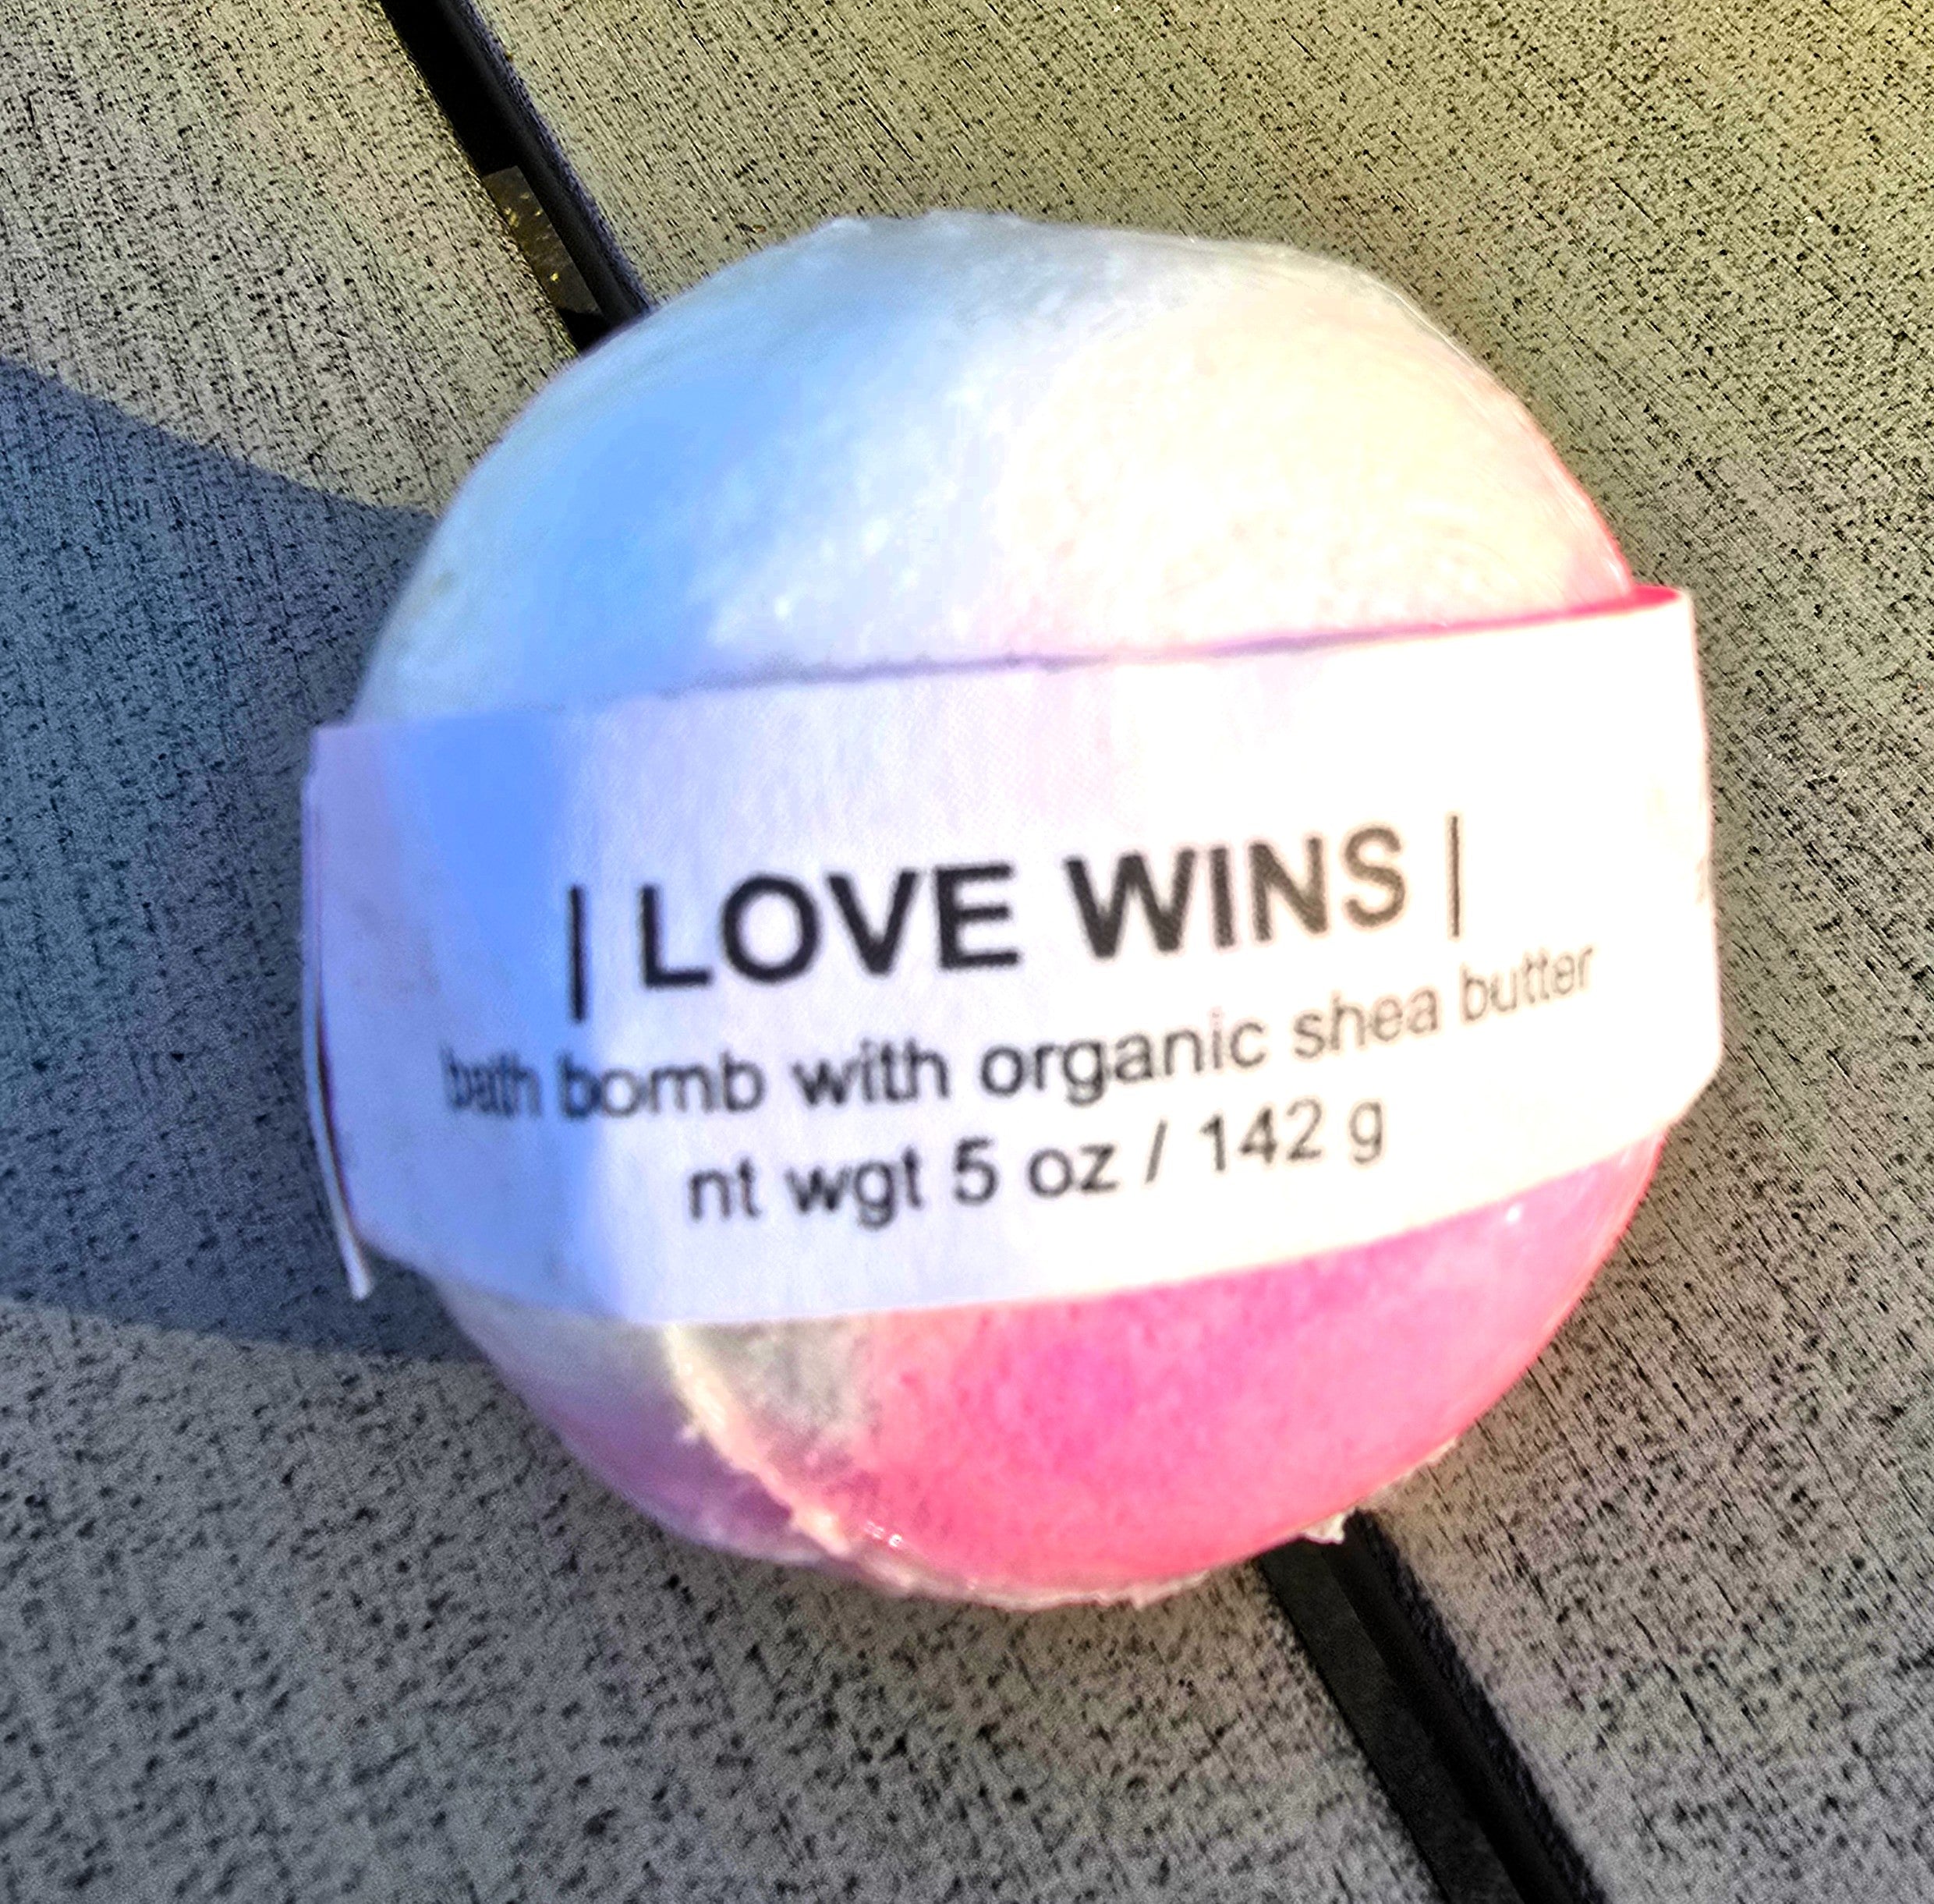 | LOVE WINS |
bath bomb with organic shea butter
nt wgt 5 oz / 142 g